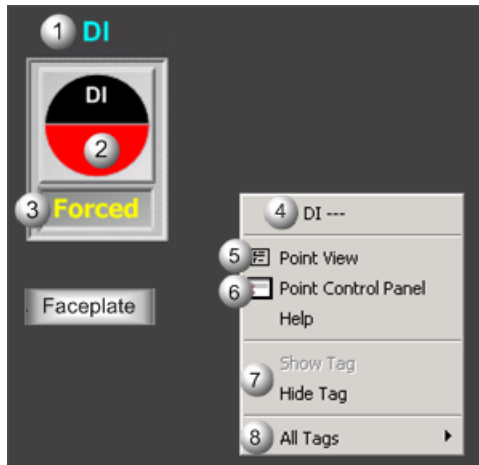 1 DI
DI
2
3 Forced
Faceplate
4 DI ---
5 Point View
6 Point Control Panel
Help
Show Tag
7
Hide Tag
8 All Tags